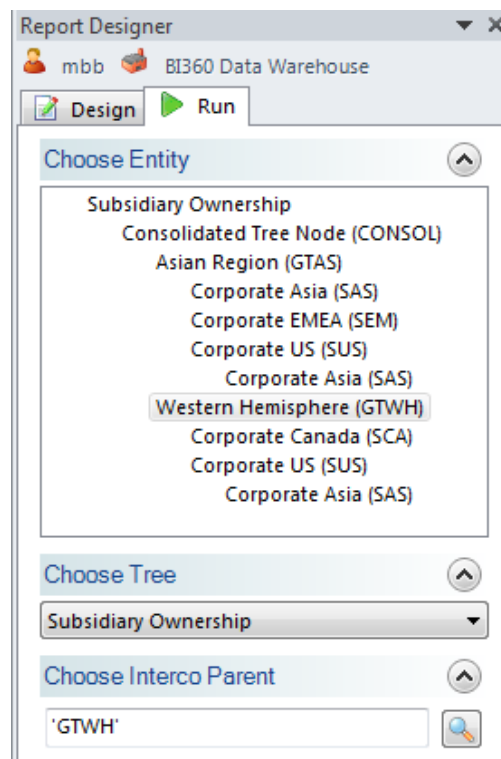 Report Designer
mbb BI360 Data Warehouse
Design Run
Choose Entity
Subsidiary Ownership
Consolidated Tree Node (CONSOL)
Asian Region (GTAS)
Corporate Asia (SAS)
Corporate EMEA (SEM)
Corporate US (SUS)
Corporate Asia (SAS)
Western Hemisphere (GTWH)
Corporate Canada (SCA)
Corporate US (SUS)
Corporate Asia (SAS)
Choose Tree
Subsidiary Ownership
Choose Interco Parent
'GTWH'